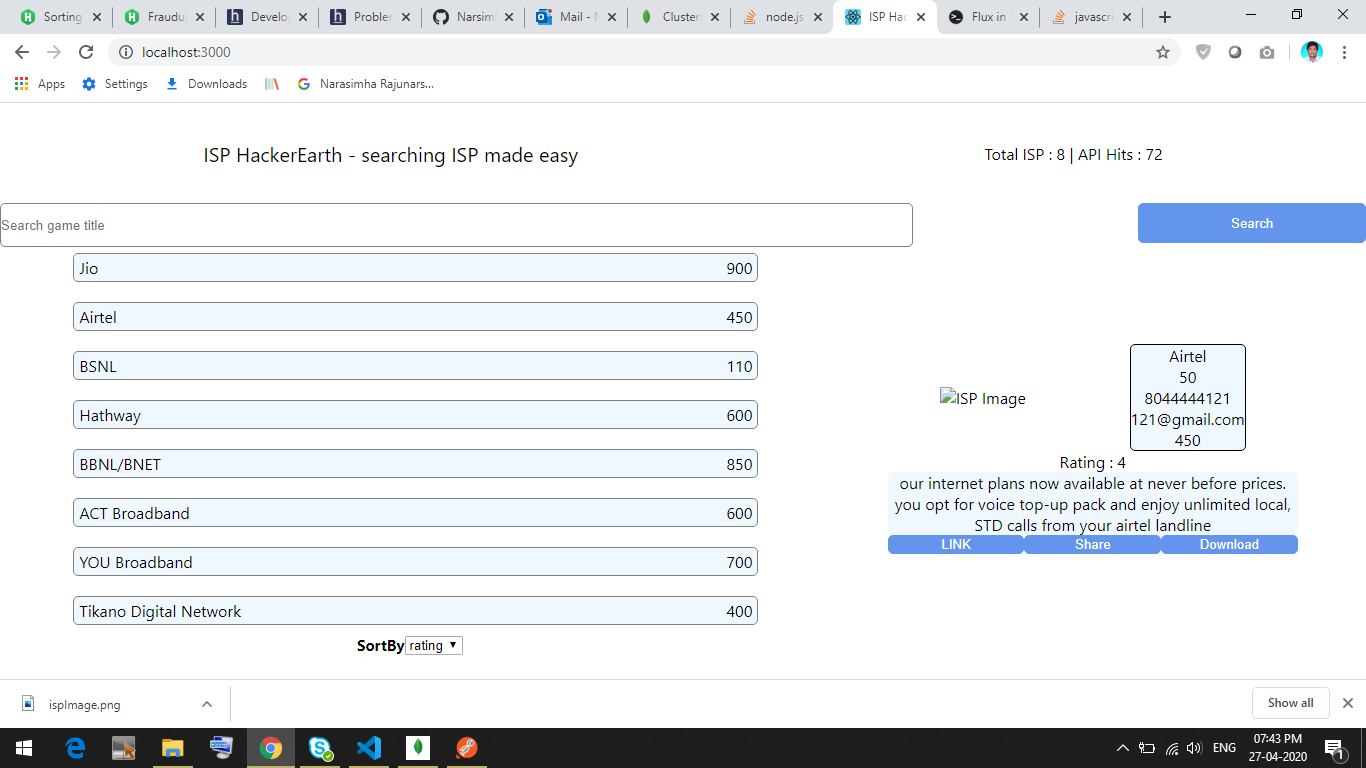 Sorting
Fraudul
Develo
Probler
Narsim
Mail -
Cluster
node.js
ISP Hac
Flux in
javascri
localhost:3000
Apps Settings Downloads Narasimha Rajunars...
ISP HackerEarth - searching ISP made easy
Total ISP : 8 | API Hits : 72
Search game title
Search
Jio 900
Airtel 450
BSNL 110
Hathway 600
BBNL/BNET 850
ACT Broadband 600
YOU Broadband 700
Tikano Digital Network 400
SortBy rating
ISP Image
Airtel
50
8044444121
121@gmail.com
450
Rating : 4
our internet plans now available at never before prices.
you opt for voice top-up pack and enjoy unlimited local,
STD calls from your airtel landline
LINK Share Download
ispImage.png
Show all
ENG
07:43 PM
27-04-2020
1